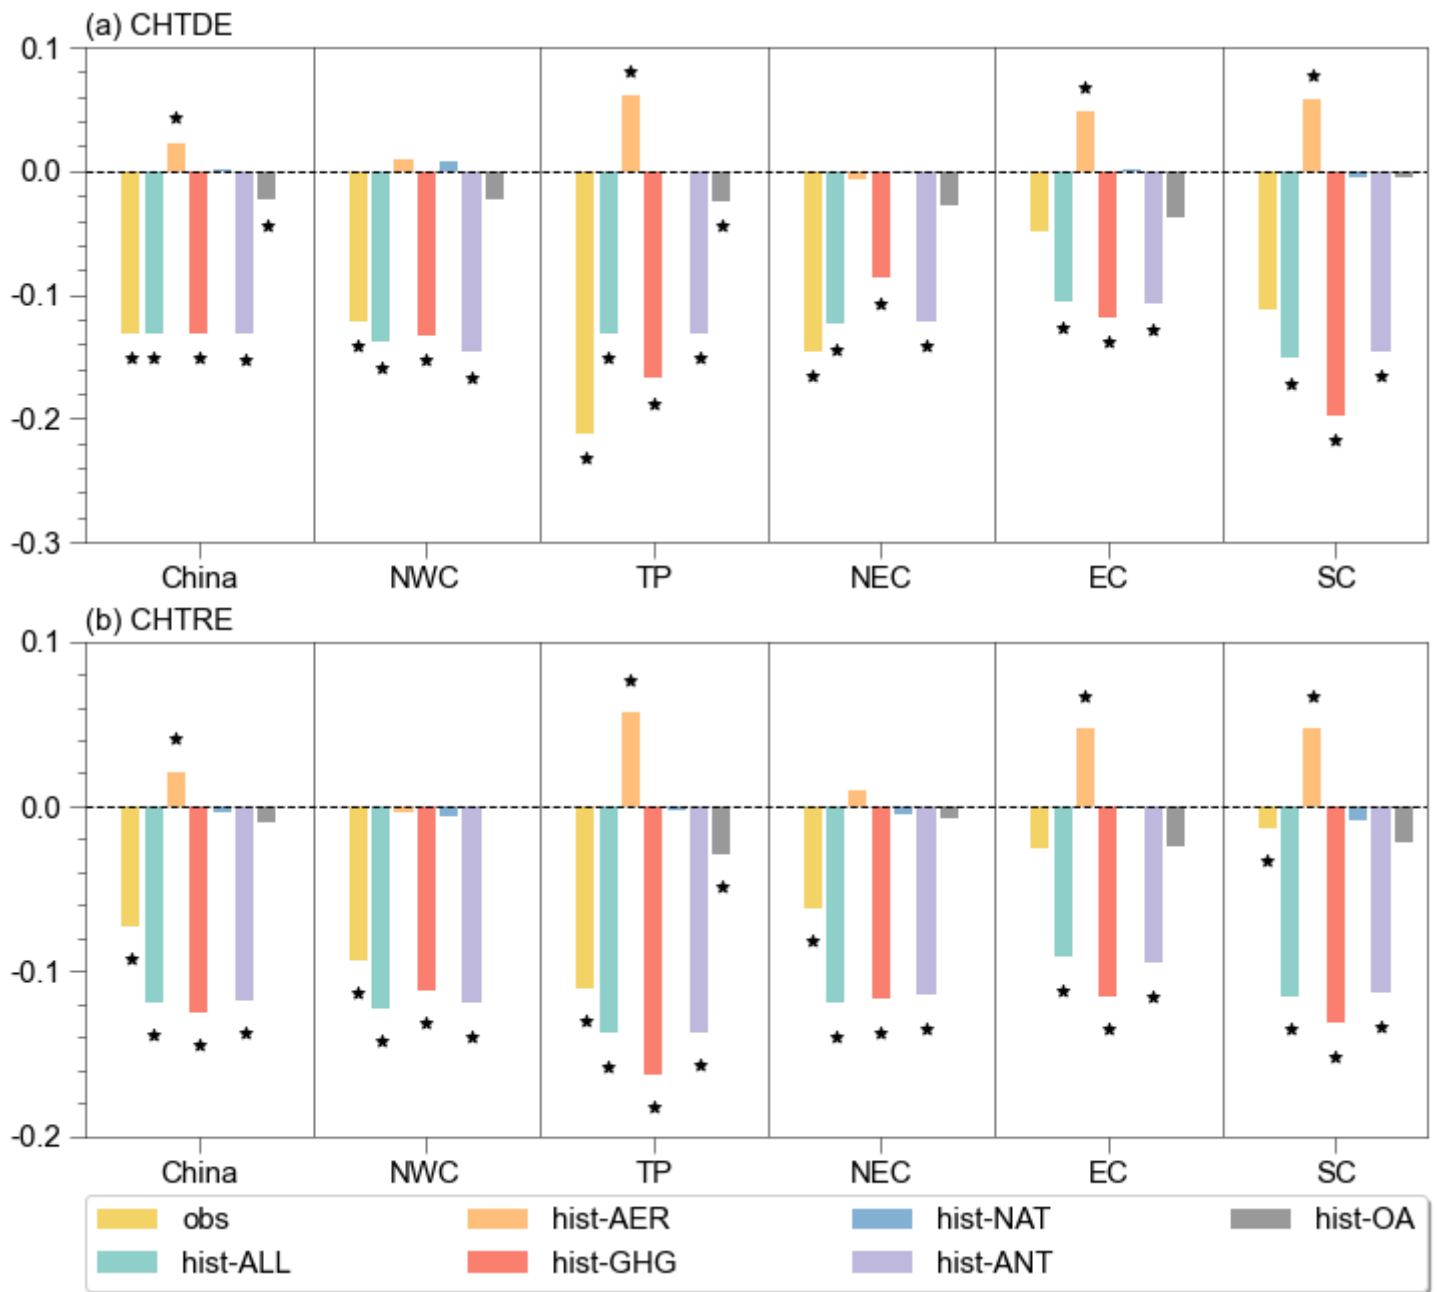 (a) CHTDE
0.1
0.0
-0.1
-0.2
-0.3
China NWC TP NEC EC SC
(b) CHTRE
0.1
0.0
-0.1
-0.2
China NWC TP NEC EC SC
obs hist-AER hist-NAT hist-OA
hist-ALL hist-GHG hist-ANT